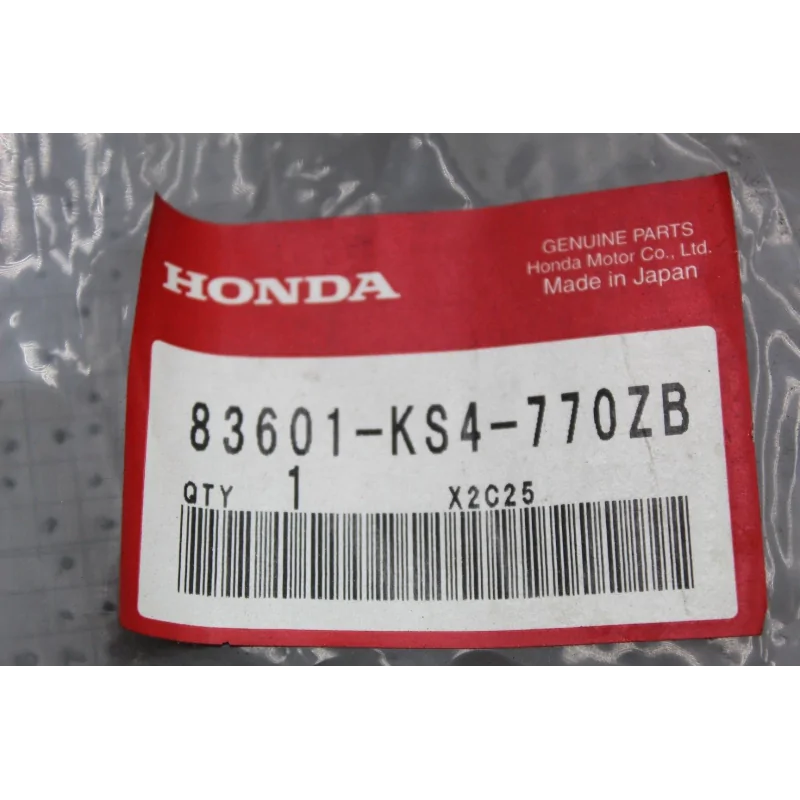 HONDA
GENUINE PARTS
Honda Motor Co., Ltd.
Made in Japan
83601-KS4-770ZB
QTY 1 X2C25